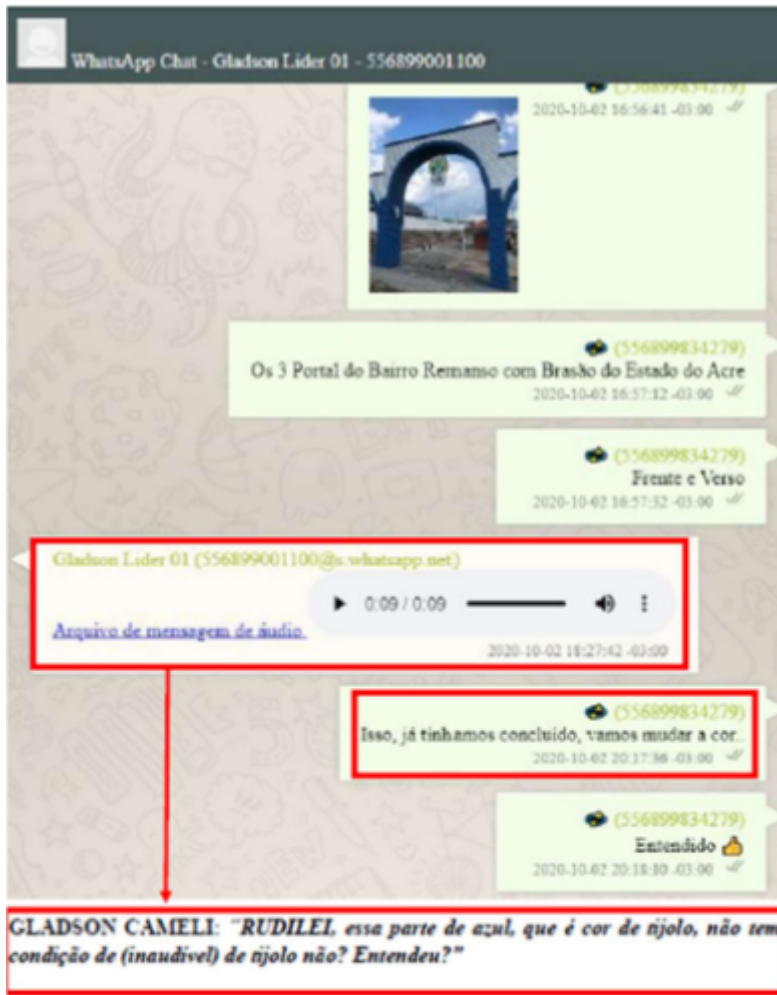 WhatsApp Chat - Gladson Lider 01 - 556899001100
(556899834279)
2020-10-02 16:56:41 -03:00
(556899834279)
Os 3 Portal do Bairro Remanso com Brasão do Estado do Acre
2020-10-02 16:57:12 -03:00
(556899834279)
Frente e Verso
2020-10-02 16:57:32 -03:00
Gladson Lider 01 (556899001100@s.whatsapp.net)
0:09 / 0:09
Arquivo de mensagem de áudio.
2020-10-02 18:27:42 -03:00
(556899834279)
Isso, já tinhamos concluído, vamos mudar a cor..
2020-10-02 20:17:36 -03:00
(556899834279)
Entendido 👍
2020-10-02 20:18:10 -03:00
GLADSON CAMELI: "RUDILEI, essa parte de azul, que é cor de tijolo, não tem
condição de (inaudível) de tijolo não? Entendeu?"